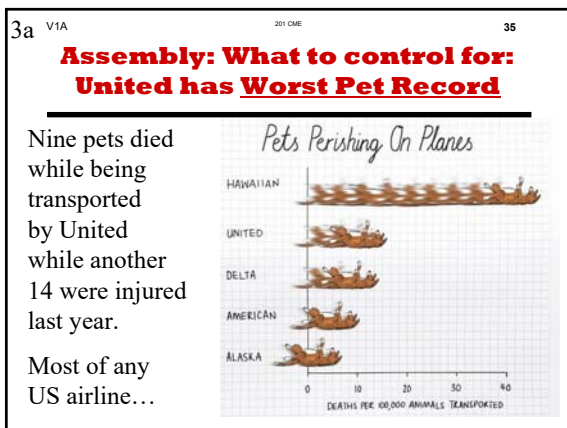 3a V1A 201 CME 35
Assembly: What to control for:
United has Worst Pet Record
Nine pets died
while being
transported
by United
while another
14 were injured
last year.
Most of any
US airline…
Pets Perishing On Planes
HAWAIIAN
UNITED
DELTA
AMERICAN
ALASKA
0 10 20 30 40
DEATHS PER 100,000 ANIMALS TRANSPORTED